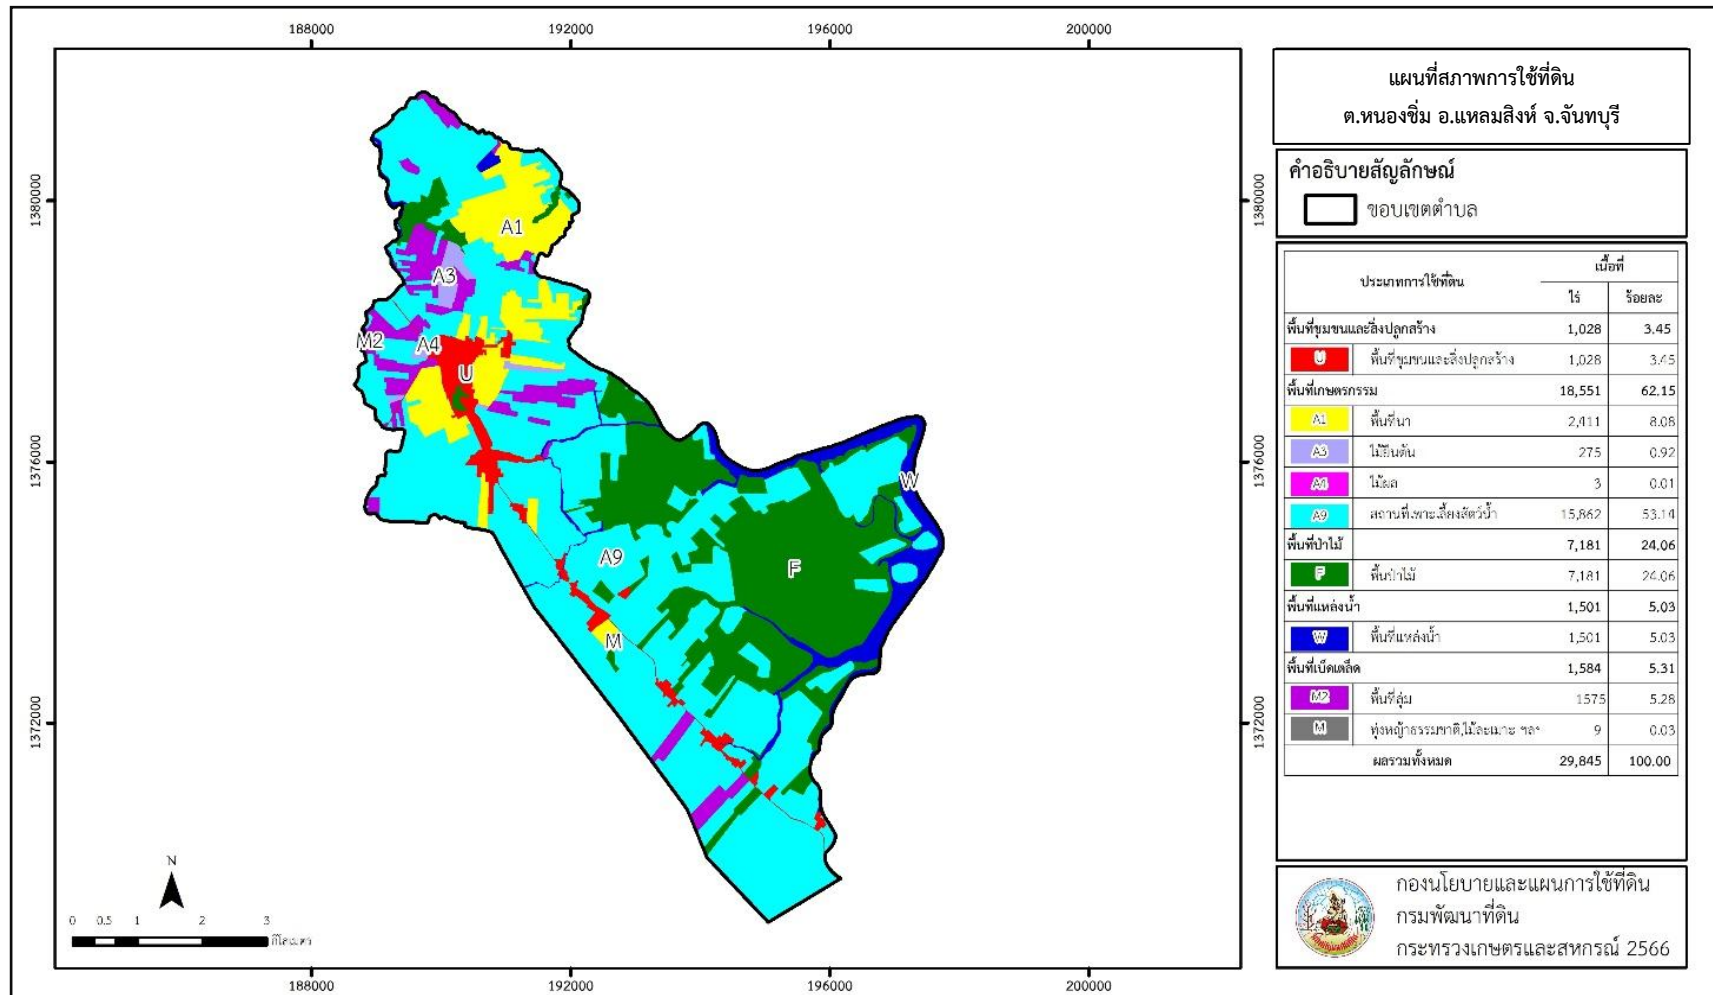 188000 192000 196000 200000
แผนที่สภาพการใช้ที่ดิน
ต.หนองชิ่ม อ.แหลมสิงห์ จ.จันทบุรี
คำอธิบายสัญลักษณ์
ขอบเขตตำบล
ประเภทการใช้ที่ดิน เนื้อที่
ไร่ ร้อยละ
พื้นที่ชุมชนและสิ่งปลูกสร้าง 1,028 3.45
U พื้นที่ชุมชนและสิ่งปลูกสร้าง 1,028 3.45
พื้นที่เกษตรกรรม 18,551 62.15
A1 พื้นที่นา 2,411 8.08
A3 ไม้ยืนต้น 275 0.92
A4 ไม้ผล 3 0.01
A9 สถานที่เพาะเลี้ยงสัตว์น้ำ 15,862 53.14
พื้นที่ป่าไม้ 7,181 24.06
F พื้นป่าไม้ 7,181 24.06
พื้นที่แหล่งน้ำ 1,501 5.03
W พื้นที่แหล่งน้ำ 1,501 5.03
พื้นที่เบ็ดเตล็ด 1,584 5.31
M2 พื้นที่ลุ่ม 1575 5.28
M ทุ่งหญ้าธรรมชาติ,ไม้ละเมาะ ฯลฯ 9 0.03
ผลรวมทั้งหมด 29,845 100.00
กองนโยบายและแผนการใช้ที่ดิน
กรมพัฒนาที่ดิน
กระทรวงเกษตรและสหกรณ์ 2566
1380000 1380000
1376000 1376000
1372000 1372000
A1
A3
M2
A4
U
W
A9
F
M
N
0 0.5 1 2 3
กิโลเมตร
188000 192000 196000 200000